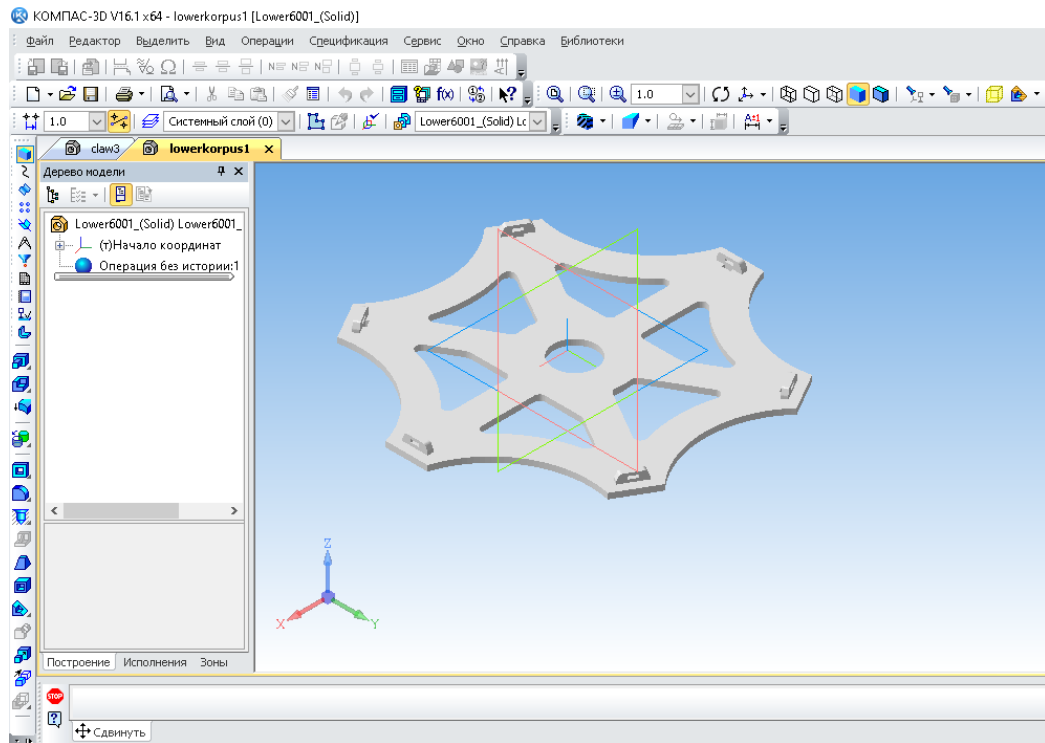 КОМПАС-3D V16.1 x64 - lowerkorpus1 [Lower6001_(Solid)]
Файл Редактор Выделить Вид Операции Спецификация Сервис Окно Справка Библиотеки
1.0
1.0 Системный слой (0) Lower6001_(Solid) Lc
claw3 lowerkorpus1
Дерево модели
Lower6001_(Solid) Lower6001_
(т)Начало координат
Операция без истории:1
Z
X
Y
Построение Исполнения Зоны
STOP
Сдвинуть